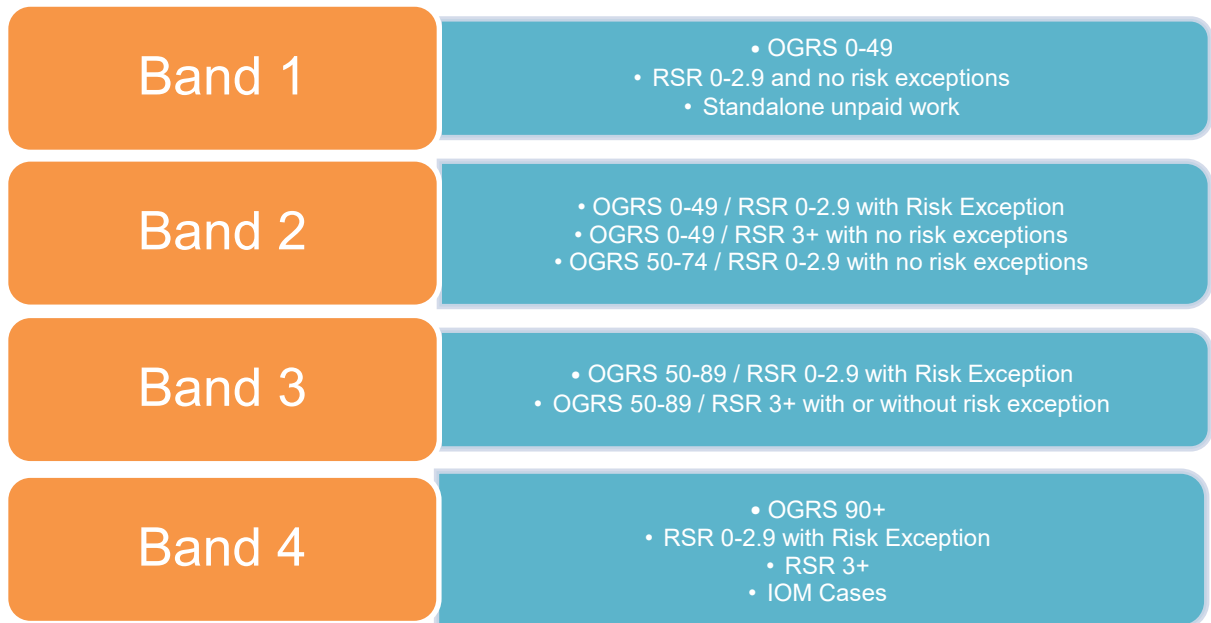 Band 1
• OGRS 0-49
• RSR 0-2.9 and no risk exceptions
• Standalone unpaid work
Band 2
• OGRS 0-49 / RSR 0-2.9 with Risk Exception
• OGRS 0-49 / RSR 3+ with no risk exceptions
• OGRS 50-74 / RSR 0-2.9 with no risk exceptions
Band 3
• OGRS 50-89 / RSR 0-2.9 with Risk Exception
• OGRS 50-89 / RSR 3+ with or without risk exception
Band 4
• OGRS 90+
• RSR 0-2.9 with Risk Exception
• RSR 3+
• IOM Cases